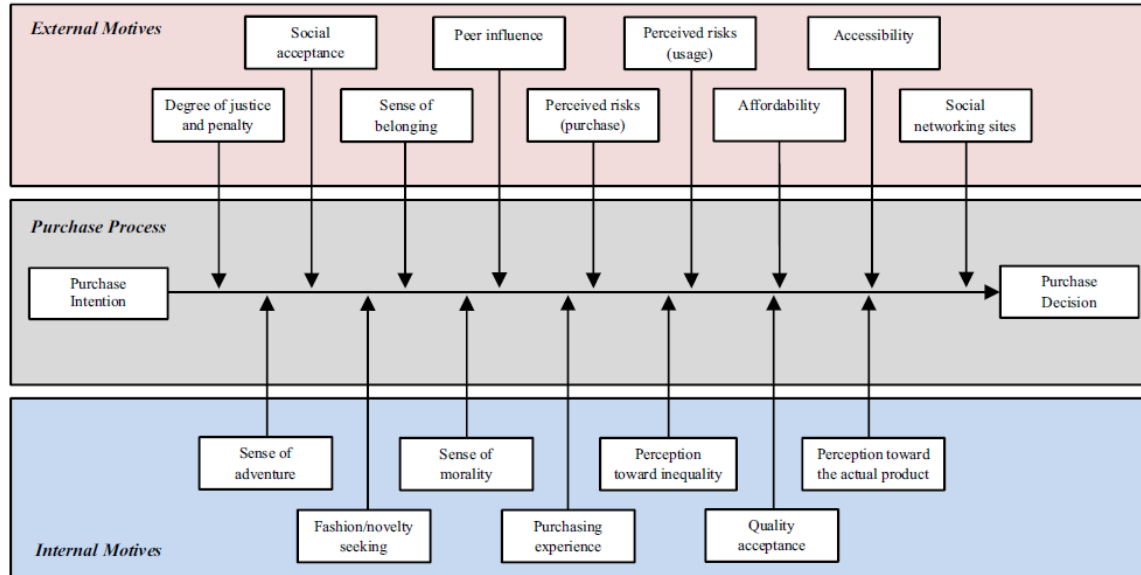 External Motives
Social
acceptance
Peer influence
Perceived risks
(usage)
Accessibility
Degree of justice
and penalty
Sense of
belonging
Perceived risks
(purchase)
Affordability
Social
networking sites
Purchase Process
Purchase
Intention
Purchase
Decision
Sense of
adventure
Sense of
morality
Perception
toward inequality
Perception toward
the actual product
Fashion/novelty
seeking
Purchasing
experience
Quality
acceptance
Internal Motives